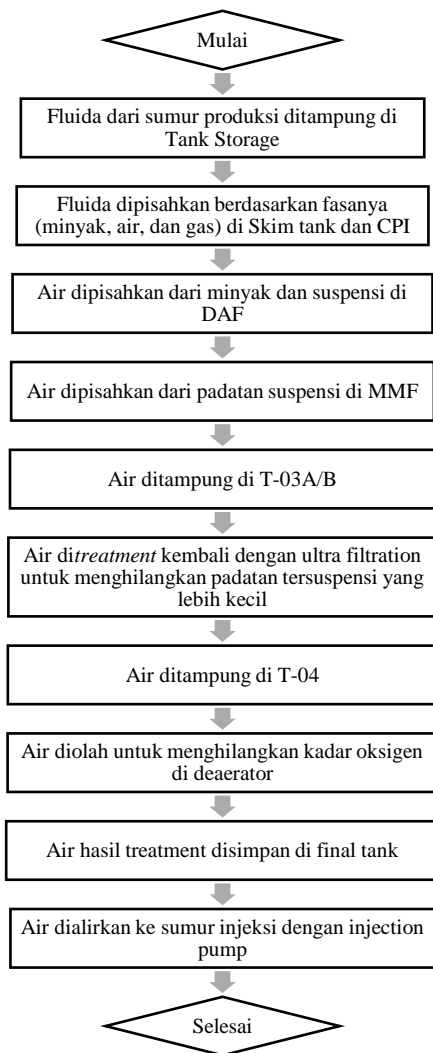 Mulai
Fluida dari sumur produksi ditampung di
Tank Storage
Fluida dipisahkan berdasarkan fasanya
(minyak, air, dan gas) di Skim tank dan CPI
Air dipisahkan dari minyak dan suspensi di
DAF
Air dipisahkan dari padatan suspensi di MMF
Air ditampung di T-03A/B
Air ditreatment kembali dengan ultra filtration
untuk menghilangkan padatan tersuspensi yang
lebih kecil
Air ditampung di T-04
Air diolah untuk menghilangkan kadar oksigen
di deaerator
Air hasil treatment disimpan di final tank
Air dialirkan ke sumur injeksi dengan injection
pump
Selesai